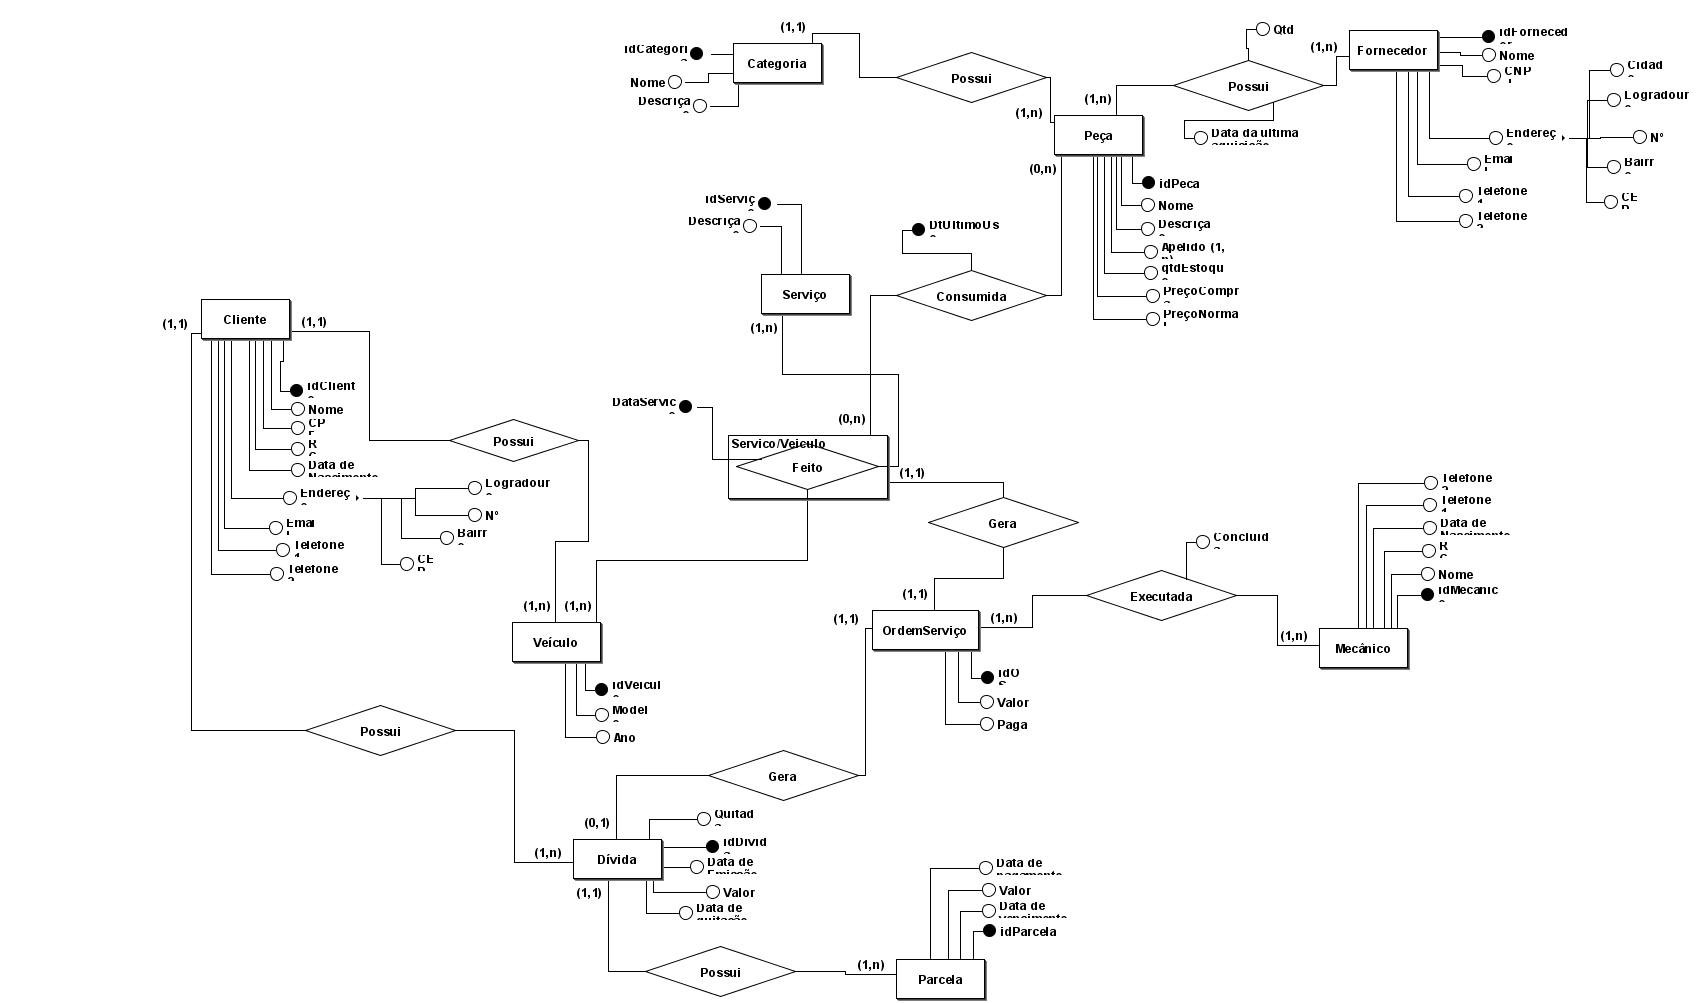 (1,1)
idCategori
Categoria
Nome
Descriça
Possui
(1,n)
Qtd
(1,n)
Fornecedor
idForneced
Nome
CNP
Cidad
Logradour
Possui
(1,n)
Peça
Data da ultima
Endereç
N°
Emai
Bairr
Telefone
CE
Telefone
(0,n)
idPeca
Nome
Descriça
Apelido (1,
qtdEstoqu
PreçoCompr
PreçoNorma
idServiç
Descriça
Serviço
(1,n)
DtUltimoUs
Consumida
(0,n)
(1,1)
Cliente
(1,1)
idClient
Nome
CP
R
Data de
Endereç
Logradour
N°
Bairr
CE
Emai
Telefone
Telefone
Possui
DataServic
Servico/Veiculo
Feito
(1,1)
Gera
Telefone
Telefone
Data de
R
Nome
idMecanic
Concluid
Executada
(1,n)
Mecânico
(1,n)
(1,n)
Veículo
idVeicul
Model
Ano
(1,1)
(1,1)
OrdemServiço
(1,n)
idO
Valor
Paga
Possui
Gera
(0,1)
(1,n)
Dívida
(1,1)
Quitad
idDivid
Data de
Valor
Data de
Possui
(1,n)
Parcela
Data de
Valor
Data de
idParcela